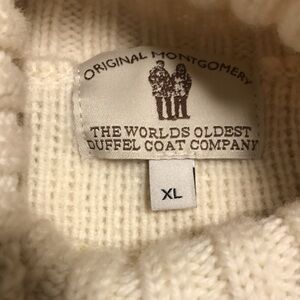 ORIGINAL MONTGOMERY
THE WORLDS OLDEST
DUFFEL COAT COMPANY
XL